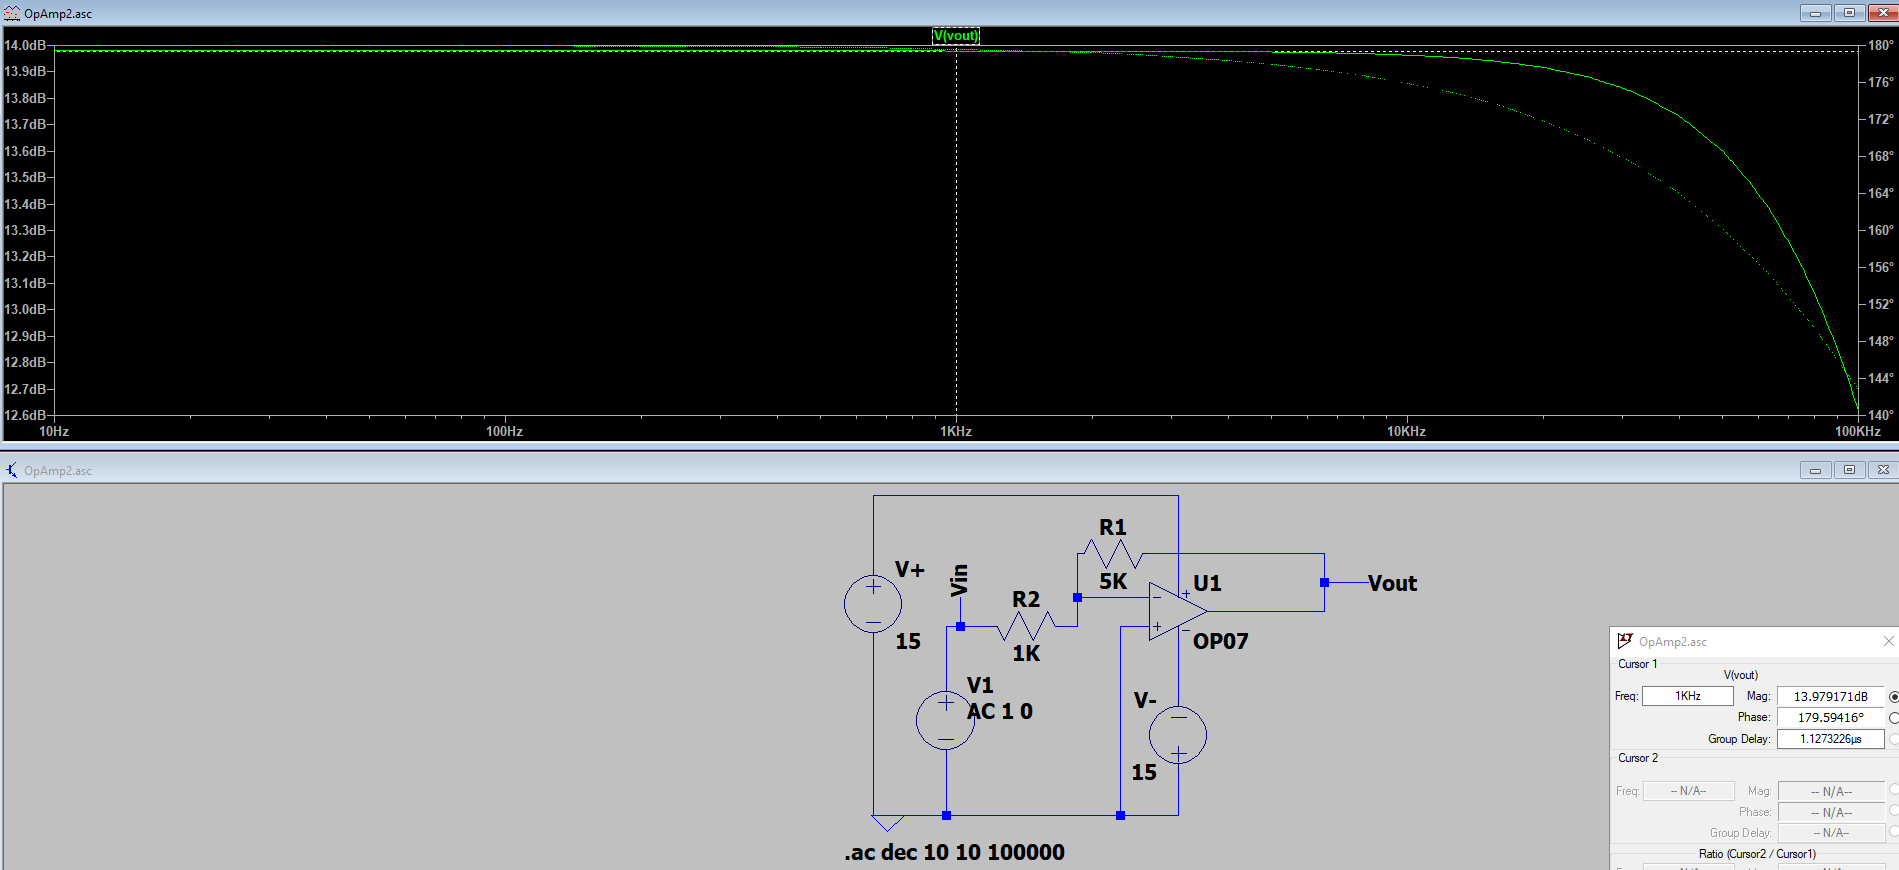 OpAmp2.asc
V(vout)
14.0dB
13.9dB
13.8dB
13.7dB
13.6dB
13.5dB
13.4dB
13.3dB
13.2dB
13.1dB
13.0dB
12.9dB
12.8dB
12.7dB
12.6dB
180°
176°
172°
168°
164°
160°
156°
152°
148°
144°
140°
10Hz
100Hz
1KHz
10KHz
100KHz
OpAmp2.asc
R1
5K
V+
15
Vin
R2
1K
U1
OP07
Vout
V1
AC 1 0
V-
15
.ac dec 10 10 100000
OpAmp2.asc
Cursor 1
V(vout)
Freq: 1KHz Mag: 13.979171dB
Phase: 179.59416°
Group Delay: 1.1273226µs
Cursor 2
Freq: -- N/A-- Mag: -- N/A--
Phase: -- N/A--
Group Delay: -- N/A--
Ratio (Cursor2 / Cursor1)